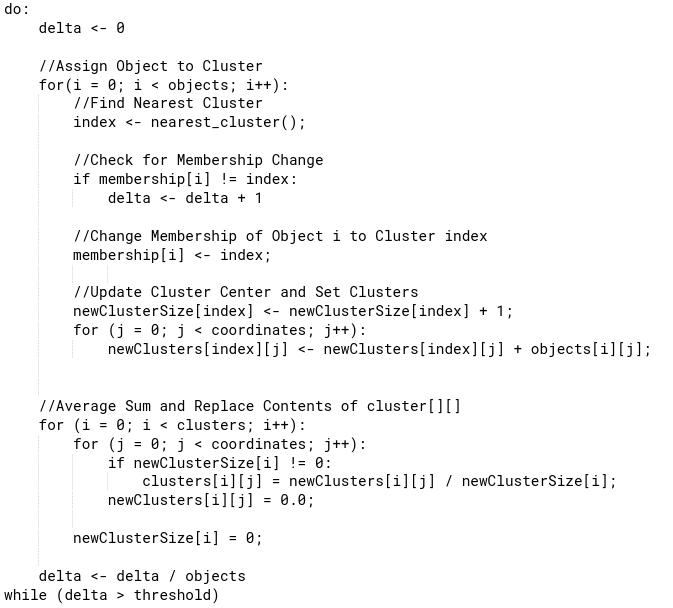 do:
    delta <- 0

    //Assign Object to Cluster
    for(i = 0; i < objects; i++):
        //Find Nearest Cluster
        index <- nearest_cluster();

        //Check for Membership Change
        if membership[i] != index:
            delta <- delta + 1

        //Change Membership of Object i to Cluster index
        membership[i] <- index;

        //Update Cluster Center and Set Clusters
        newClusterSize[index] <- newClusterSize[index] + 1;
        for (j = 0; j < coordinates; j++):
            newClusters[index][j] <- newClusters[index][j] + objects[i][j];


    //Average Sum and Replace Contents of cluster[][]
    for (i = 0; i < clusters; i++):
        for (j = 0; j < coordinates; j++):
            if newClusterSize[i] != 0:
                clusters[i][j] = newClusters[i][j] / newClusterSize[i];
            newClusters[i][j] = 0.0;

        newClusterSize[i] = 0;

    delta <- delta / objects
while (delta > threshold)